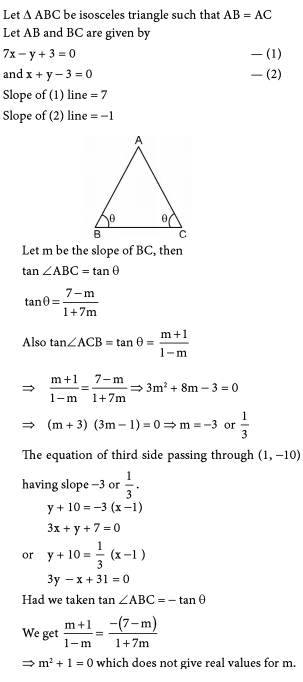 Let Δ ABC be isosceles triangle such that AB = AC
Let AB and BC are given by
7x − y + 3 = 0 — (1)
and x + y − 3 = 0 — (2)
Slope of (1) line = 7
Slope of (2) line = −1
A
θ θ
B C
Let m be the slope of BC, then
tan ∠ABC = tan θ
tan θ = (7 − m)/(1 + 7m)
Also tan∠ACB = tan θ = (m + 1)/(1 − m)
⇒ (m + 1)/(1 − m) = (7 − m)/(1 + 7m) ⇒ 3m² + 8m − 3 = 0
⇒ (m + 3) (3m − 1) = 0 ⇒ m = −3 or 1/3
The equation of third side passing through (1, −10)
having slope −3 or 1/3.
y + 10 = −3 (x − 1)
3x + y + 7 = 0
or y + 10 = 1/3 (x − 1 )
3y − x + 31 = 0
Had we taken tan ∠ABC = − tan θ
We get (m + 1)/(1 − m) = −(7 − m)/(1 + 7m)
⇒ m² + 1 = 0 which does not give real values for m.